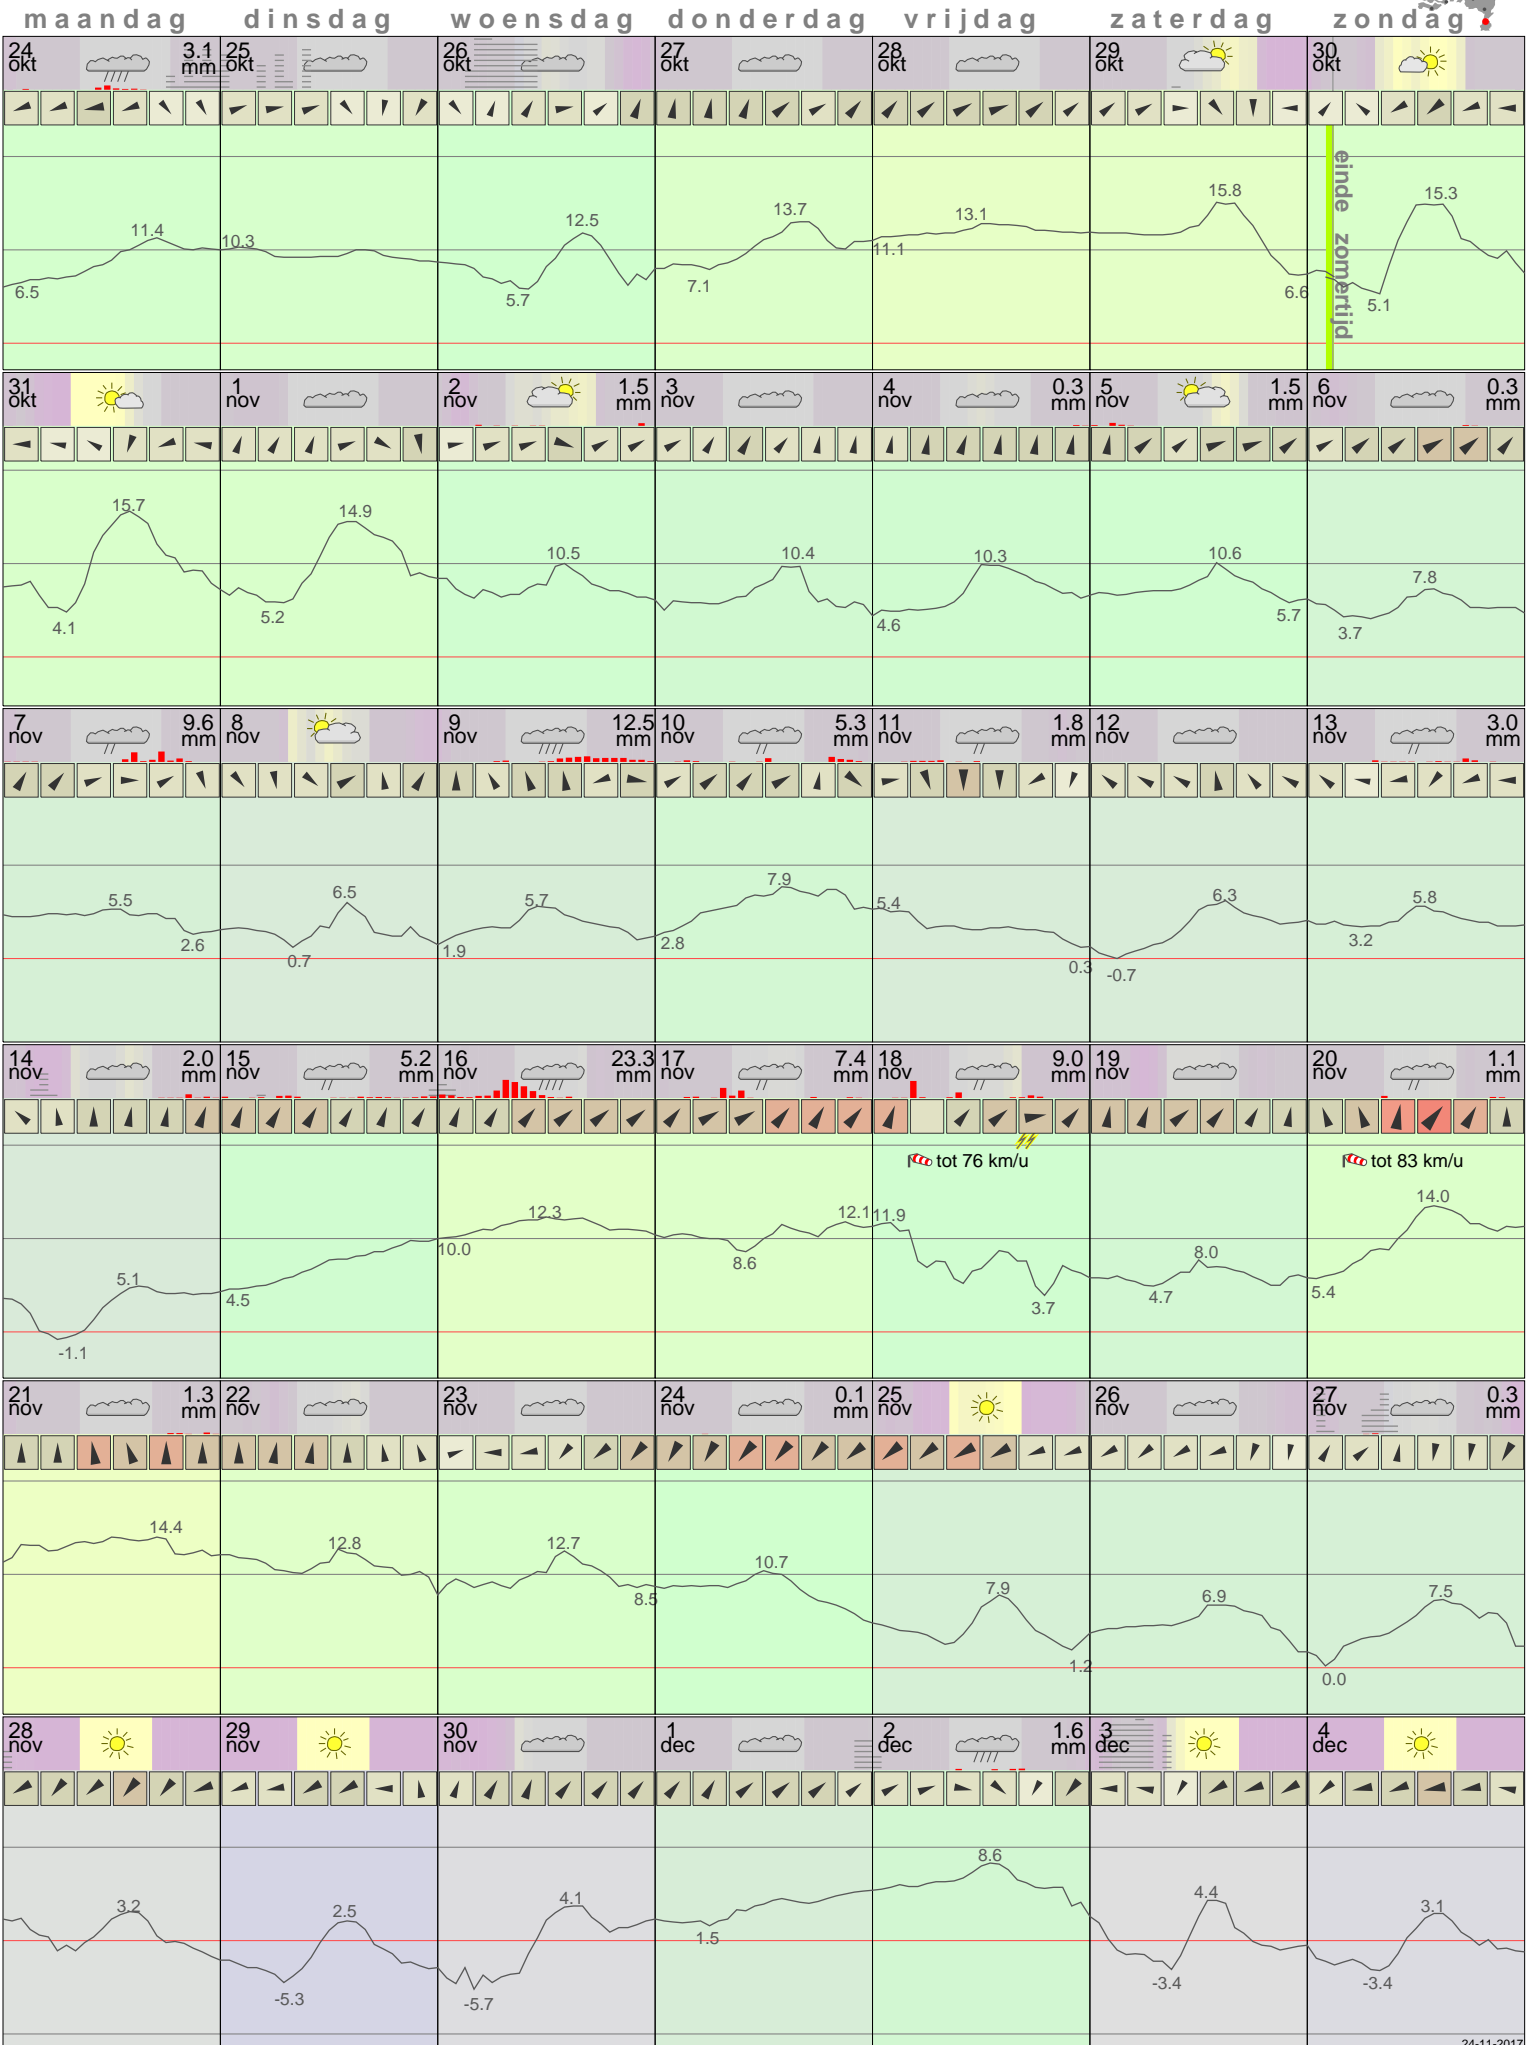 maandag dinsdag woensdag donderdag vrijdag zaterdag zondag
24 okt 3.1 mm 25 okt 26 okt 27 okt 28 okt 29 okt 30 okt
6.5 11.4 10.3 5.7 12.5 7.1 13.7 11.1 13.1 15.8 6.6 5.1 15.3
einde zomertijd
31 okt 1 nov 2 nov 1.5 mm 3 nov 4 nov 0.3 mm 5 nov 1.5 mm 6 nov 0.3 mm
4.1 15.7 5.2 14.9 10.5 10.4 4.6 10.3 10.6 5.7 3.7 7.8
7 nov 9.6 mm 8 nov 9 nov 12.5 mm 10 nov 5.3 mm 11 nov 1.8 mm 12 nov 13 nov 3.0 mm
5.5 2.6 0.7 6.5 1.9 5.7 2.8 7.9 5.4 0.3 -0.7 6.3 3.2 5.8
14 nov 2.0 mm 15 nov 5.2 mm 16 nov 23.3 mm 17 nov 7.4 mm 18 nov 9.0 mm 19 nov 20 nov 1.1 mm
tot 76 km/u tot 83 km/u
-1.1 5.1 4.5 10.0 12.3 8.6 12.1 11.9 3.7 4.7 8.0 5.4 14.0
21 nov 1.3 mm 22 nov 23 nov 24 nov 0.1 mm 25 nov 26 nov 27 nov 0.3 mm
14.4 12.8 12.7 8.5 10.7 7.9 1.2 6.9 0.0 7.5
28 nov 29 nov 30 nov 1 dec 2 dec 1.6 mm 3 dec 4 dec
3.2 -5.3 2.5 -5.7 4.1 1.5 8.6 -3.4 4.4 -3.4 3.1
24-11-2017